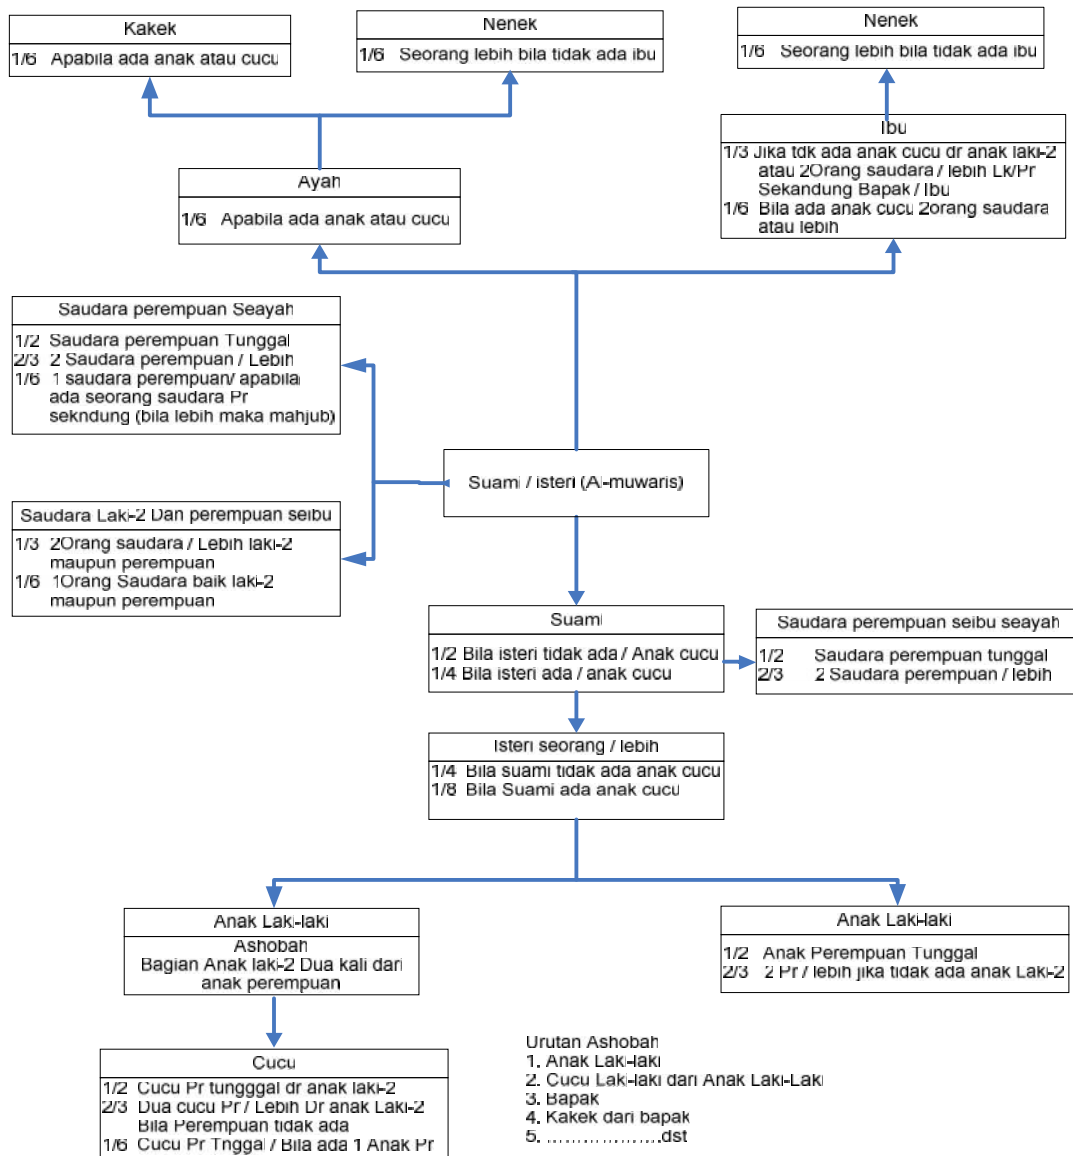 Kakek
1/6 Apabila ada anak atau cucu
Nenek
1/6 Seorang lebih bila tidak ada ibu
Nenek
1/6 Seorang lebih bila tidak ada ibu
Ibu
1/3 Jika tdk ada anak cucu dr anak laki-2
atau 2Orang saudara / lebih Lk/Pr
Sekandung Bapak / Ibu
1/6 Bila ada anak cucu 2orang saudara
atau lebih
Ayah
1/6 Apabila ada anak atau cucu
Saudara perempuan Seayah
1/2 Saudara perempuan Tunggal
2/3 2 Saudara perempuan / Lebih
1/6 1 saudara perempuan/ apabila
ada seorang saudara Pr
sekndung (bila lebih maka mahjub)
Suami / isteri (Al-muwaris)
Saudara Laki-2 Dan perempuan seibu
1/3 2Orang saudara / Lebih laki-2
maupun perempuan
1/6 1Orang Saudara baik laki-2
maupun perempuan
Suami
1/2 Bila isteri tidak ada / Anak cucu
1/4 Bila isteri ada / anak cucu
Saudara perempuan seibu seayah
1/2 Saudara perempuan tunggal
2/3 2 Saudara perempuan / lebih
Isteri seorang / lebih
1/4 Bila suami tidak ada anak cucu
1/8 Bila Suami ada anak cucu
Anak Laki-laki
Ashobah
Bagian Anak laki-2 Dua kali dari
anak perempuan
Anak Laki-laki
1/2 Anak Perempuan Tunggal
2/3 2 Pr / lebih jika tidak ada anak Laki-2
Cucu
1/2 Cucu Pr tungggal dr anak laki-2
2/3 Dua cucu Pr / Lebih Dr anak Laki-2
Bila Perempuan tidak ada
1/6 Cucu Pr Tnggal / Bila ada 1 Anak Pr
Urutan Ashobah
1. Anak Laki-laki
2. Cucu Laki-laki dari Anak Laki-Laki
3. Bapak
4. Kakek dari bapak
5. .....................dst